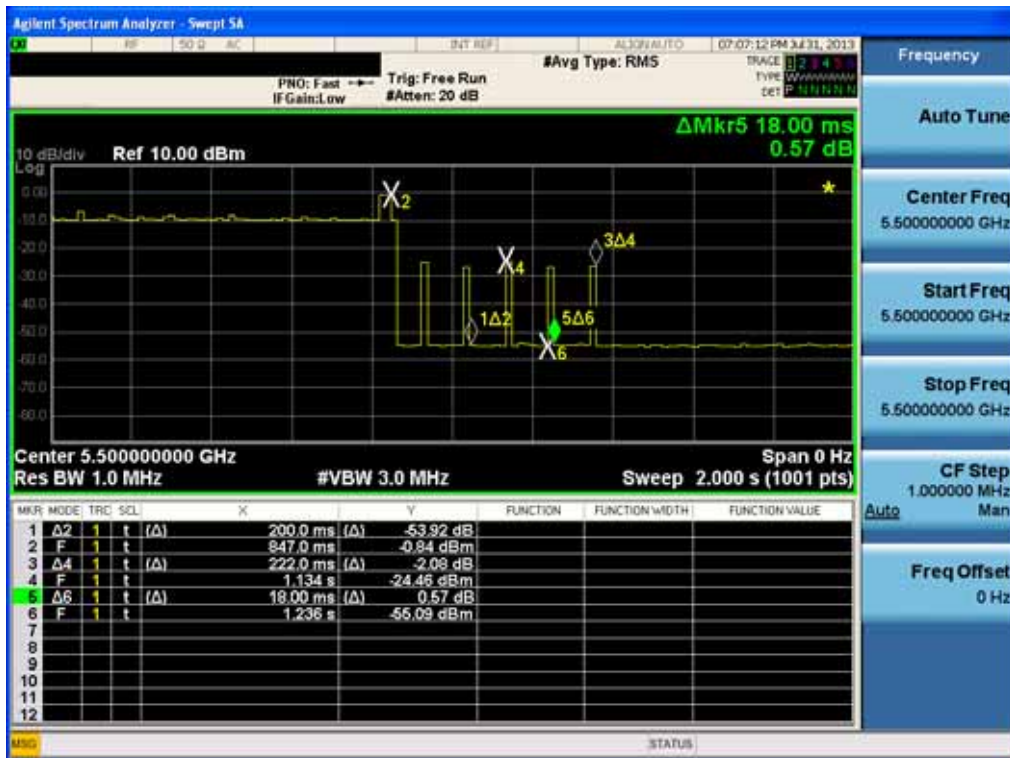 Agilent Spectrum Analyzer - Swept SA
RF 50 Ω AC INT REF ALIGN AUTO 07:07:12 PM Jul 31, 2013
#Avg Type: RMS
TRACE 1 2 3 4 5 6
TYPE WWWWWW
DET P N N N N N
PNO: Fast
IFGain:Low
Trig: Free Run
#Atten: 20 dB
ΔMkr5 18.00 ms
0.57 dB
10 dB/div Ref 10.00 dBm
Log
0.00
-10.0
-20.0
-30.0
-40.0
-50.0
-60.0
-70.0
-80.0
2
4
3Δ4
1Δ2
5Δ6
6
Center 5.500000000 GHz Span 0 Hz
Res BW 1.0 MHz #VBW 3.0 MHz Sweep 2.000 s (1001 pts)
MKR MODE TRC SCL X Y FUNCTION FUNCTION WIDTH FUNCTION VALUE
1 Δ2 1 t (Δ) 200.0 ms (Δ) -53.92 dB
2 F 1 t 847.0 ms -0.84 dBm
3 Δ4 1 t (Δ) 222.0 ms (Δ) -2.08 dB
4 F 1 t 1.134 s -24.46 dBm
5 Δ6 1 t (Δ) 18.00 ms (Δ) 0.57 dB
6 F 1 t 1.236 s -55.09 dBm
7
8
9
10
11
12
MSG STATUS
Frequency
Auto Tune
Center Freq
5.500000000 GHz
Start Freq
5.500000000 GHz
Stop Freq
5.500000000 GHz
CF Step
1.000000 MHz
Auto Man
Freq Offset
0 Hz